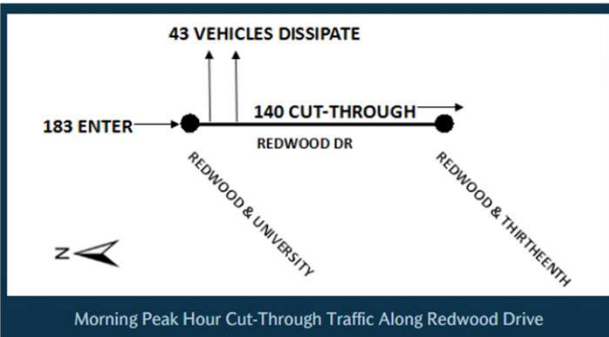 43 VEHICLES DISSIPATE
183 ENTER
140 CUT-THROUGH
REDWOOD DR
REDWOOD & UNIVERSITY
REDWOOD & THIRTHEENTH
N
Morning Peak Hour Cut-Through Traffic Along Redwood Drive